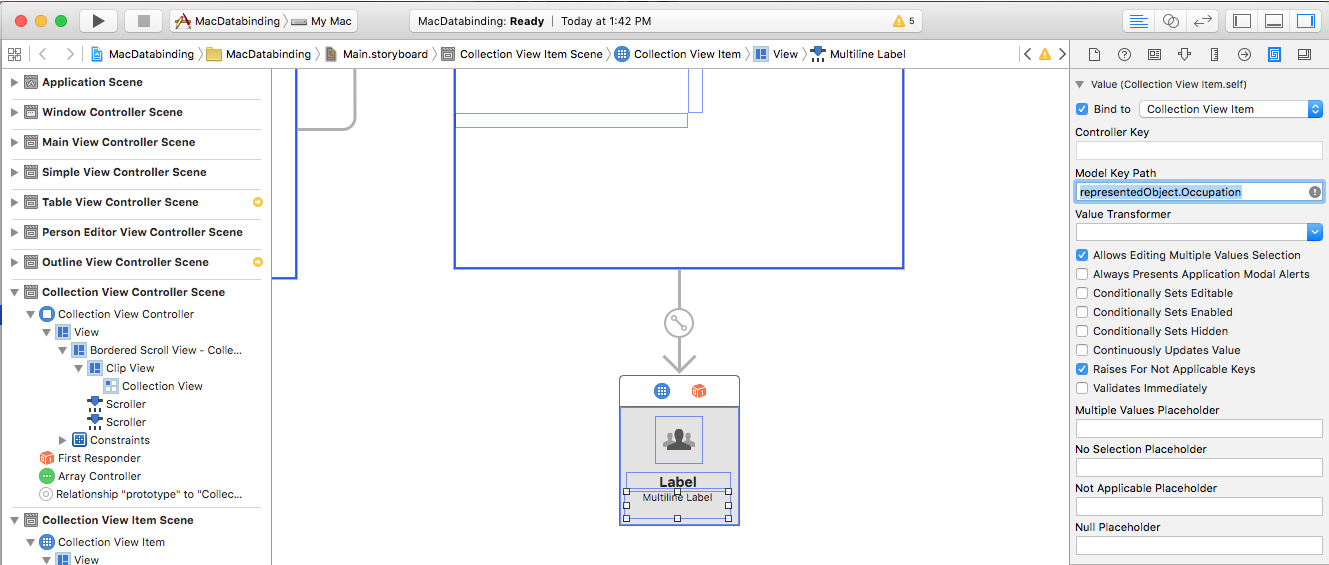 MacDatabinding My Mac
MacDatabinding: Ready | Today at 1:42 PM
5
MacDatabinding MacDatabinding Main.storyboard Collection View Item Scene Collection View Item View Multiline Label
Application Scene
Window Controller Scene
Main View Controller Scene
Simple View Controller Scene
Table View Controller Scene
Person Editor View Controller Scene
Outline View Controller Scene
Collection View Controller Scene
Collection View Controller
View
Bordered Scroll View - Colle...
Clip View
Collection View
Scroller
Scroller
Constraints
First Responder
Array Controller
Relationship "prototype" to "Collec...
Collection View Item Scene
Collection View Item
View
Label
Multiline Label
Value (Collection View Item.self)
Bind to Collection View Item
Controller Key
Model Key Path
representedObject.Occupation
Value Transformer
Allows Editing Multiple Values Selection
Always Presents Application Modal Alerts
Conditionally Sets Editable
Conditionally Sets Enabled
Conditionally Sets Hidden
Continuously Updates Value
Raises For Not Applicable Keys
Validates Immediately
Multiple Values Placeholder
No Selection Placeholder
Not Applicable Placeholder
Null Placeholder